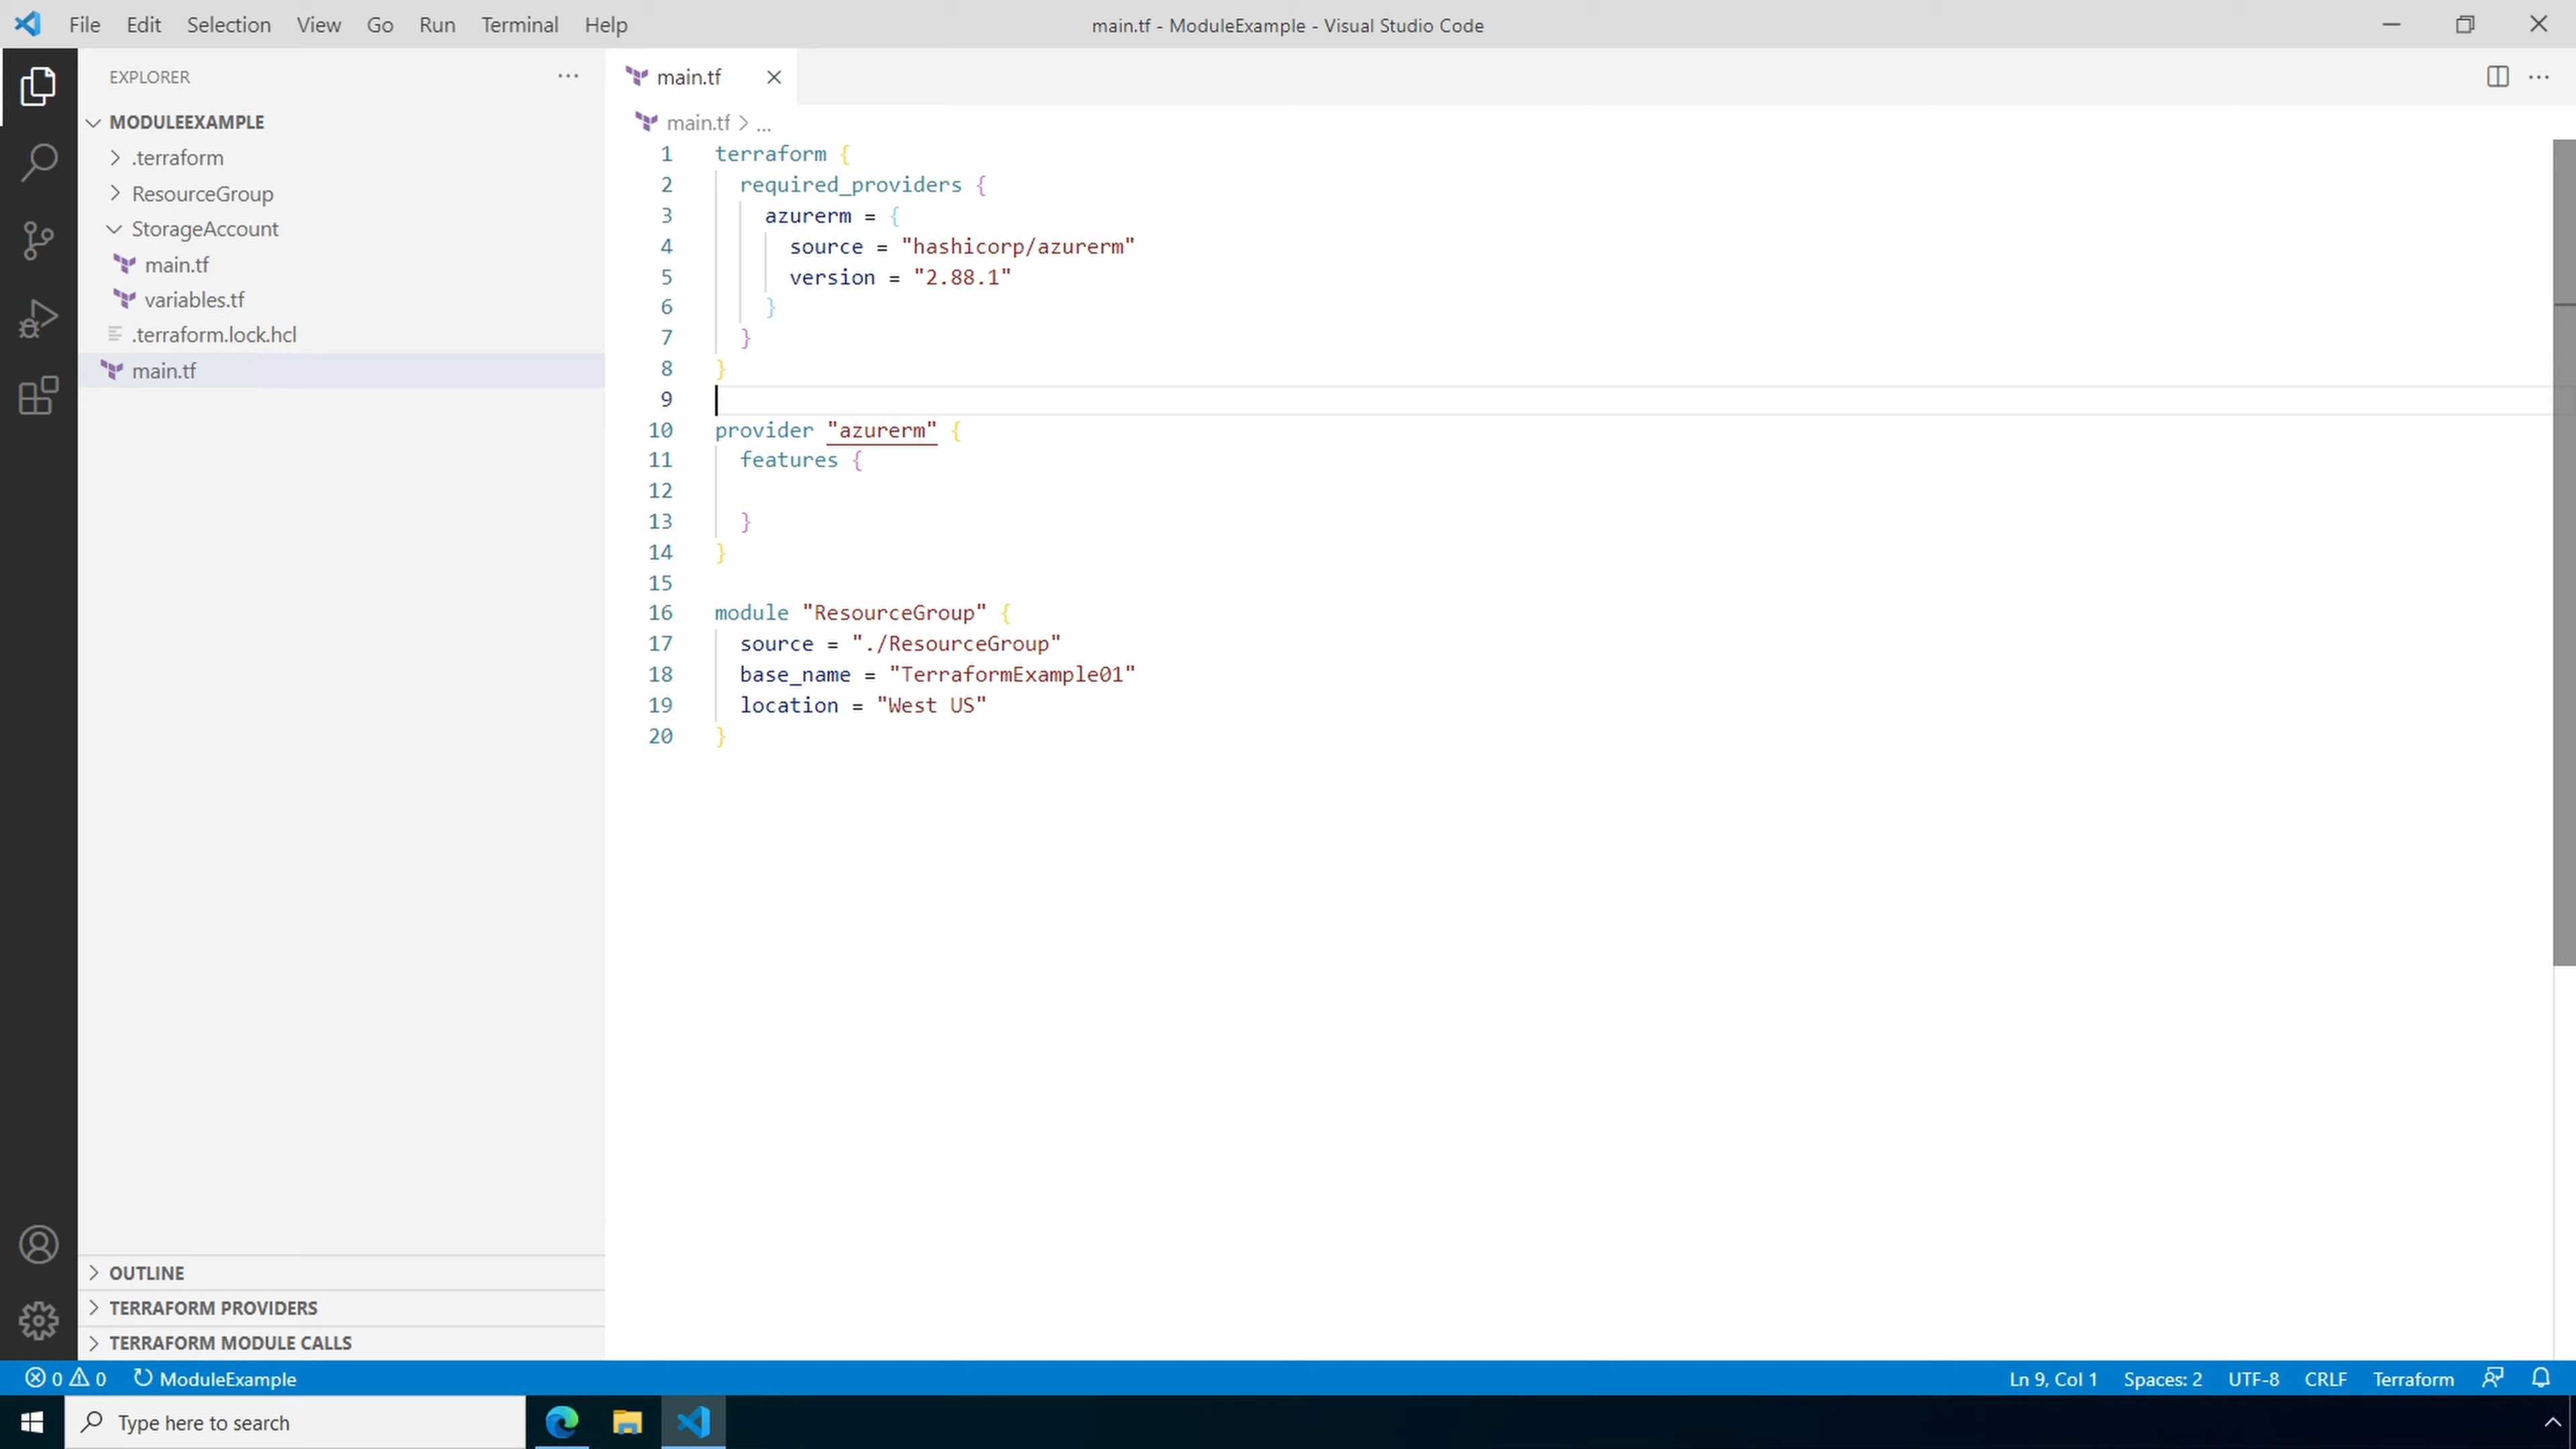 File Edit Selection View Go Run Terminal Help
main.tf - ModuleExample - Visual Studio Code
EXPLORER
MODULEEXAMPLE
.terraform
ResourceGroup
StorageAccount
main.tf
variables.tf
.terraform.lock.hcl
main.tf
OUTLINE
TERRAFORM PROVIDERS
TERRAFORM MODULE CALLS
main.tf
main.tf > ...
1 terraform {
2 required_providers {
3 azurerm = {
4 source = "hashicorp/azurerm"
5 version = "2.88.1"
6 }
7 }
8 }
9
10 provider "azurerm" {
11 features {
12
13 }
14 }
15
16 module "ResourceGroup" {
17 source = "./ResourceGroup"
18 base_name = "TerraformExample01"
19 location = "West US"
20 }
0 0 ModuleExample
Ln 9, Col 1 Spaces: 2 UTF-8 CRLF Terraform
Type here to search